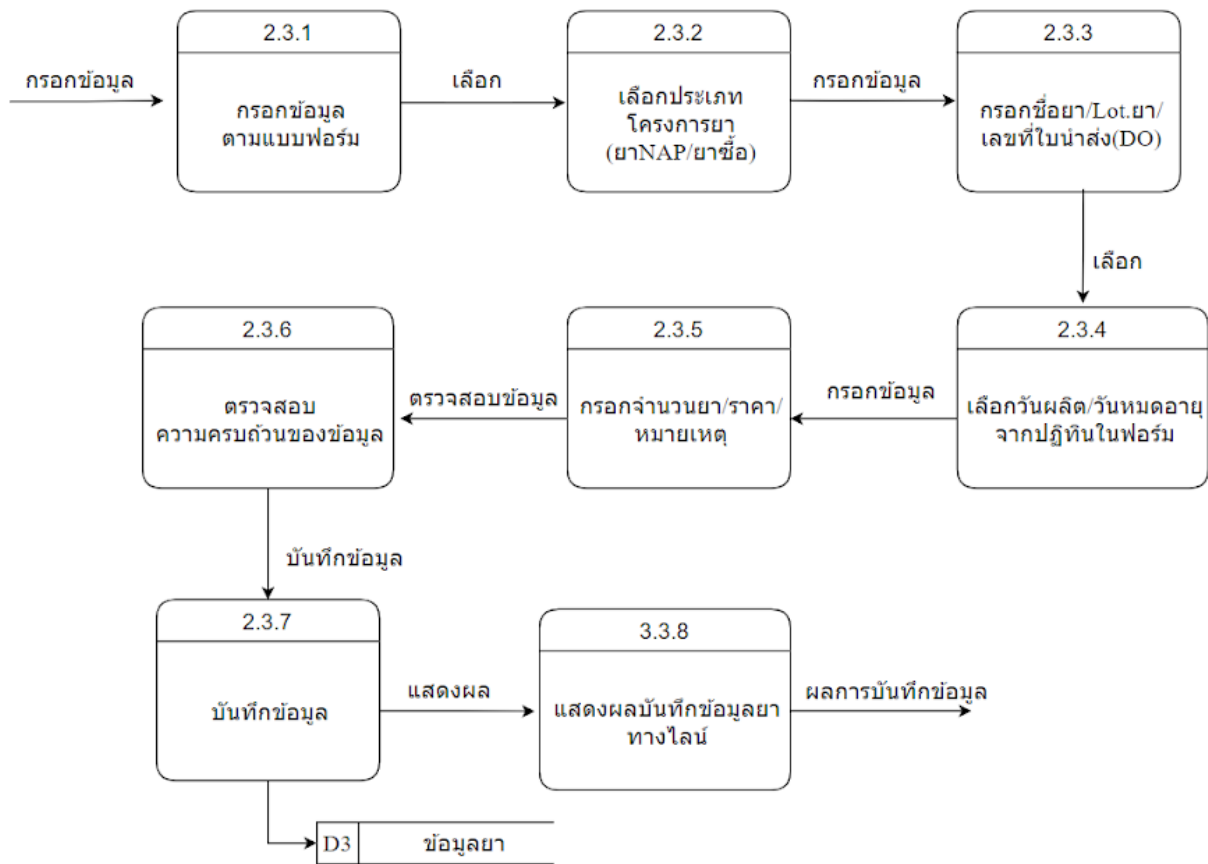 2.3.1
กรอกข้อมูล
ตามแบบฟอร์ม
กรอกข้อมูล
เลือก
2.3.2
เลือกประเภท
โครงการยา
(ยาNAP/ยาซื้อ)
กรอกข้อมูล
2.3.3
กรอกชื่อยา/Lot.ยา/
เลขที่ใบนำส่ง(DO)
เลือก
2.3.4
เลือกวันผลิต/วันหมดอายุ
จากปฏิทินในฟอร์ม
กรอกข้อมูล
2.3.5
กรอกจำนวนยา/ราคา/
หมายเหตุ
ตรวจสอบข้อมูล
2.3.6
ตรวจสอบ
ความครบถ้วนของข้อมูล
บันทึกข้อมูล
2.3.7
บันทึกข้อมูล
แสดงผล
3.3.8
แสดงผลบันทึกข้อมูลยา
ทางไลน์
ผลการบันทึกข้อมูล
D3
ข้อมูลยา